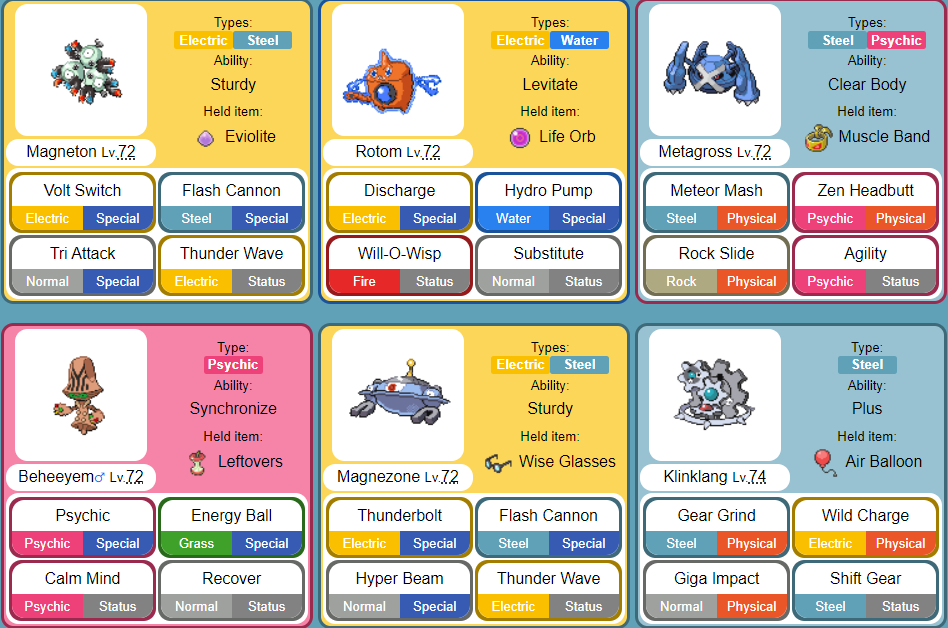 Types:
Electric Steel
Ability:
Sturdy
Held item:
Eviolite
Magneton Lv.72
Volt Switch
Electric Special
Flash Cannon
Steel Special
Tri Attack
Normal Special
Thunder Wave
Electric Status
Types:
Electric Water
Ability:
Levitate
Held item:
Life Orb
Rotom Lv.72
Discharge
Electric Special
Hydro Pump
Water Special
Will-O-Wisp
Fire Status
Substitute
Normal Status
Types:
Steel Psychic
Ability:
Clear Body
Held item:
Muscle Band
Metagross Lv.72
Meteor Mash
Steel Physical
Zen Headbutt
Psychic Physical
Rock Slide
Rock Physical
Agility
Psychic Status
Type:
Psychic
Ability:
Synchronize
Held item:
Leftovers
Beheeyem♂ Lv.72
Psychic
Psychic Special
Energy Ball
Grass Special
Calm Mind
Psychic Status
Recover
Normal Status
Types:
Electric Steel
Ability:
Sturdy
Held item:
Wise Glasses
Magnezone Lv.72
Thunderbolt
Electric Special
Flash Cannon
Steel Special
Hyper Beam
Normal Special
Thunder Wave
Electric Status
Type:
Steel
Ability:
Plus
Held item:
Air Balloon
Klinklang Lv.74
Gear Grind
Steel Physical
Wild Charge
Electric Physical
Giga Impact
Normal Physical
Shift Gear
Steel Status